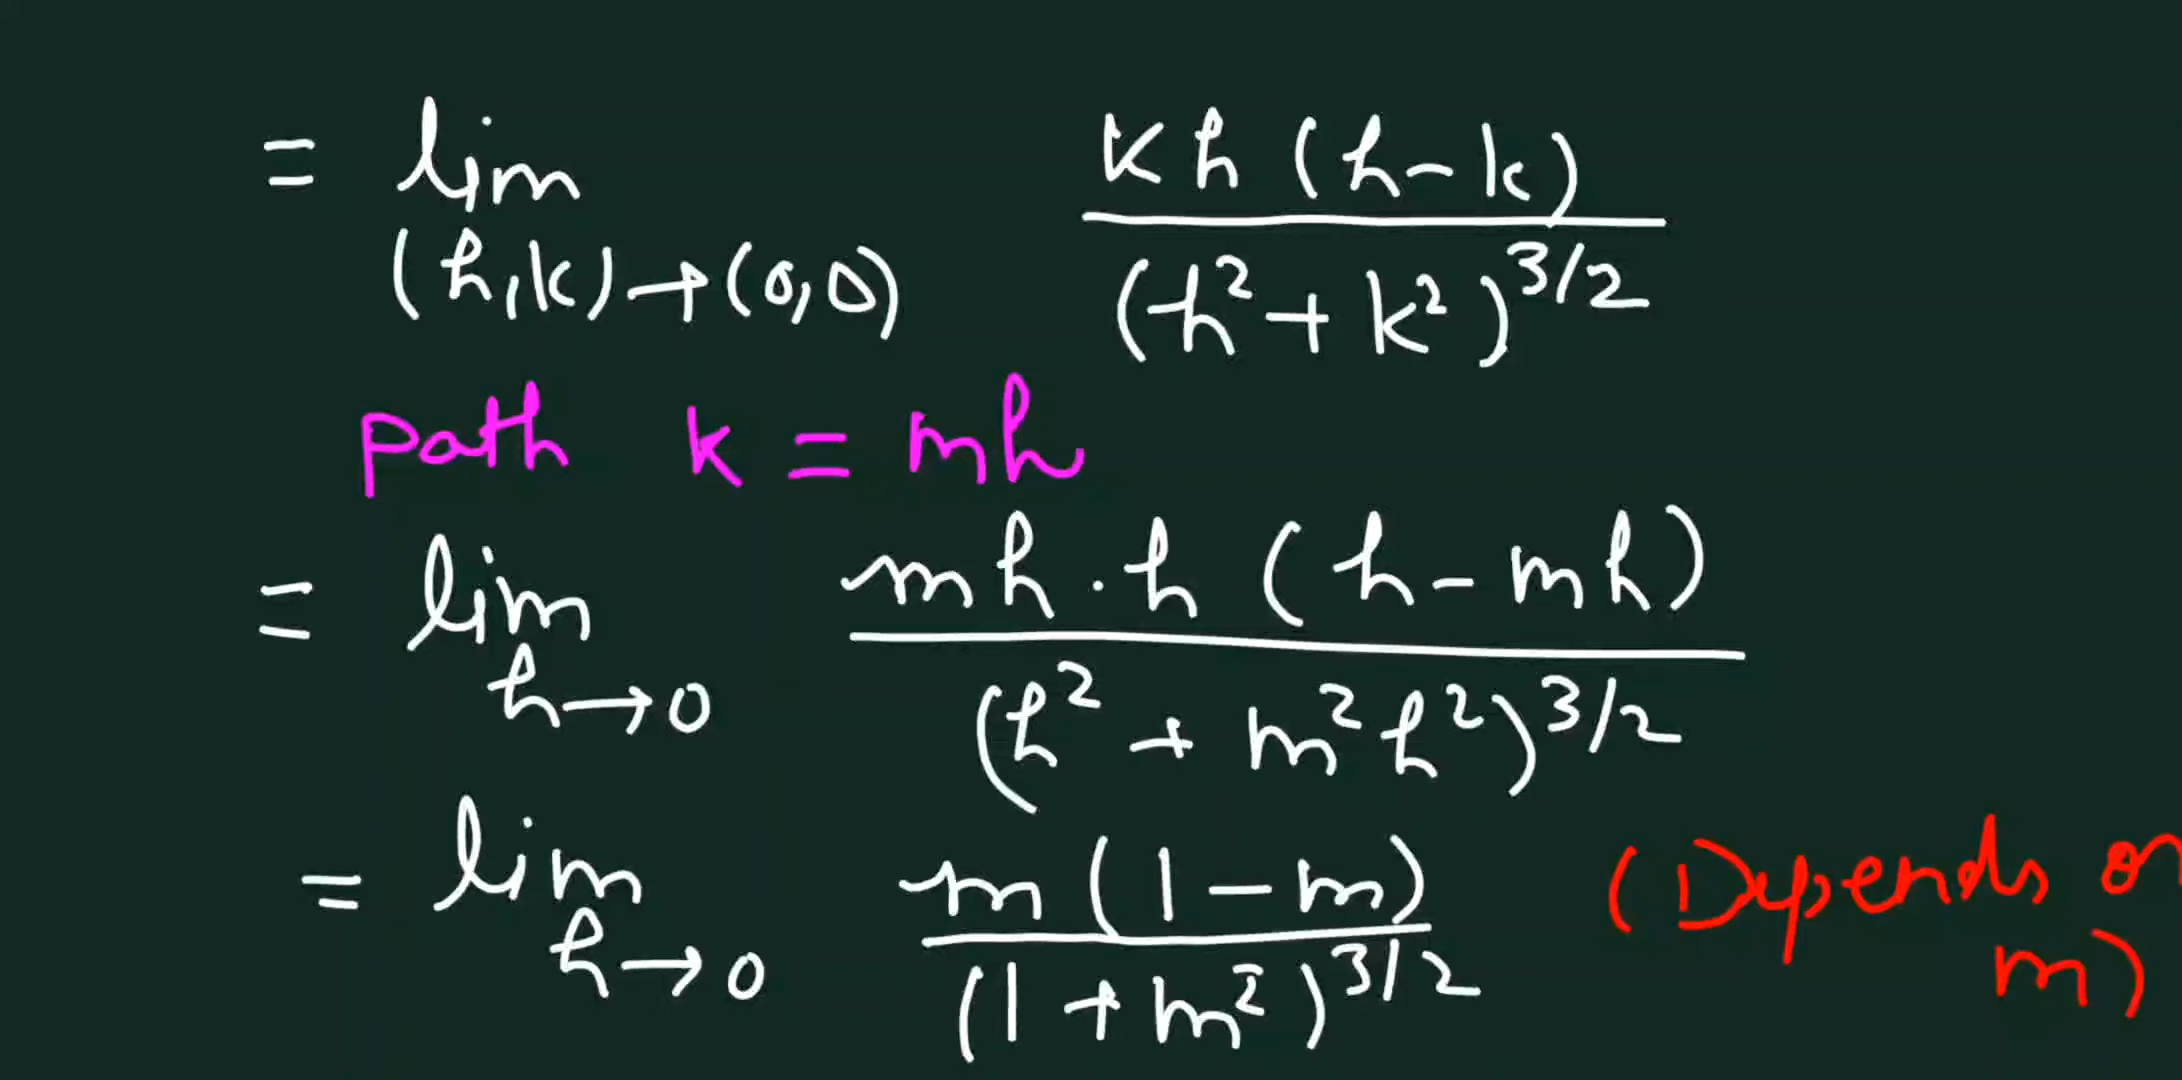 = lim kh(h-k)
(h,k)→(0,0) (h²+k²)^3/2
path k = mh
= lim mh·h(h-mh)
h→0 (h²+m²h²)^3/2
= lim m(1-m) (Depends on
h→0 (1+m²)^3/2 m)